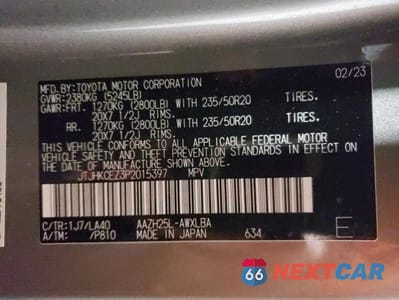 MFD.BY:TOYOTA MOTOR CORPORATION 02/23
GVWR:2380KG (5245LB)
GAWR:FRT. 1270KG (2800LB) WITH 235/50R20 TIRES.
20X7 1/2J RIMS.
RR. 1270KG (2800LB) WITH 235/50R20 TIRES.
20X7 1/2J RIMS.
THIS VEHICLE CONFORMS TO ALL APPLICABLE FEDERAL MOTOR
VEHICLE SAFETY AND THEFT PREVENTION STANDARDS IN EFFECT ON
THE DATE OF MANUFACTURE SHOWN ABOVE.
JTJHKCEZ3P2015397 MPV
C/TR:1J7/LA40 AAZH25L-AWXLBA
A/TM: /P810 MADE IN JAPAN 634 E
66 NEXTCAR